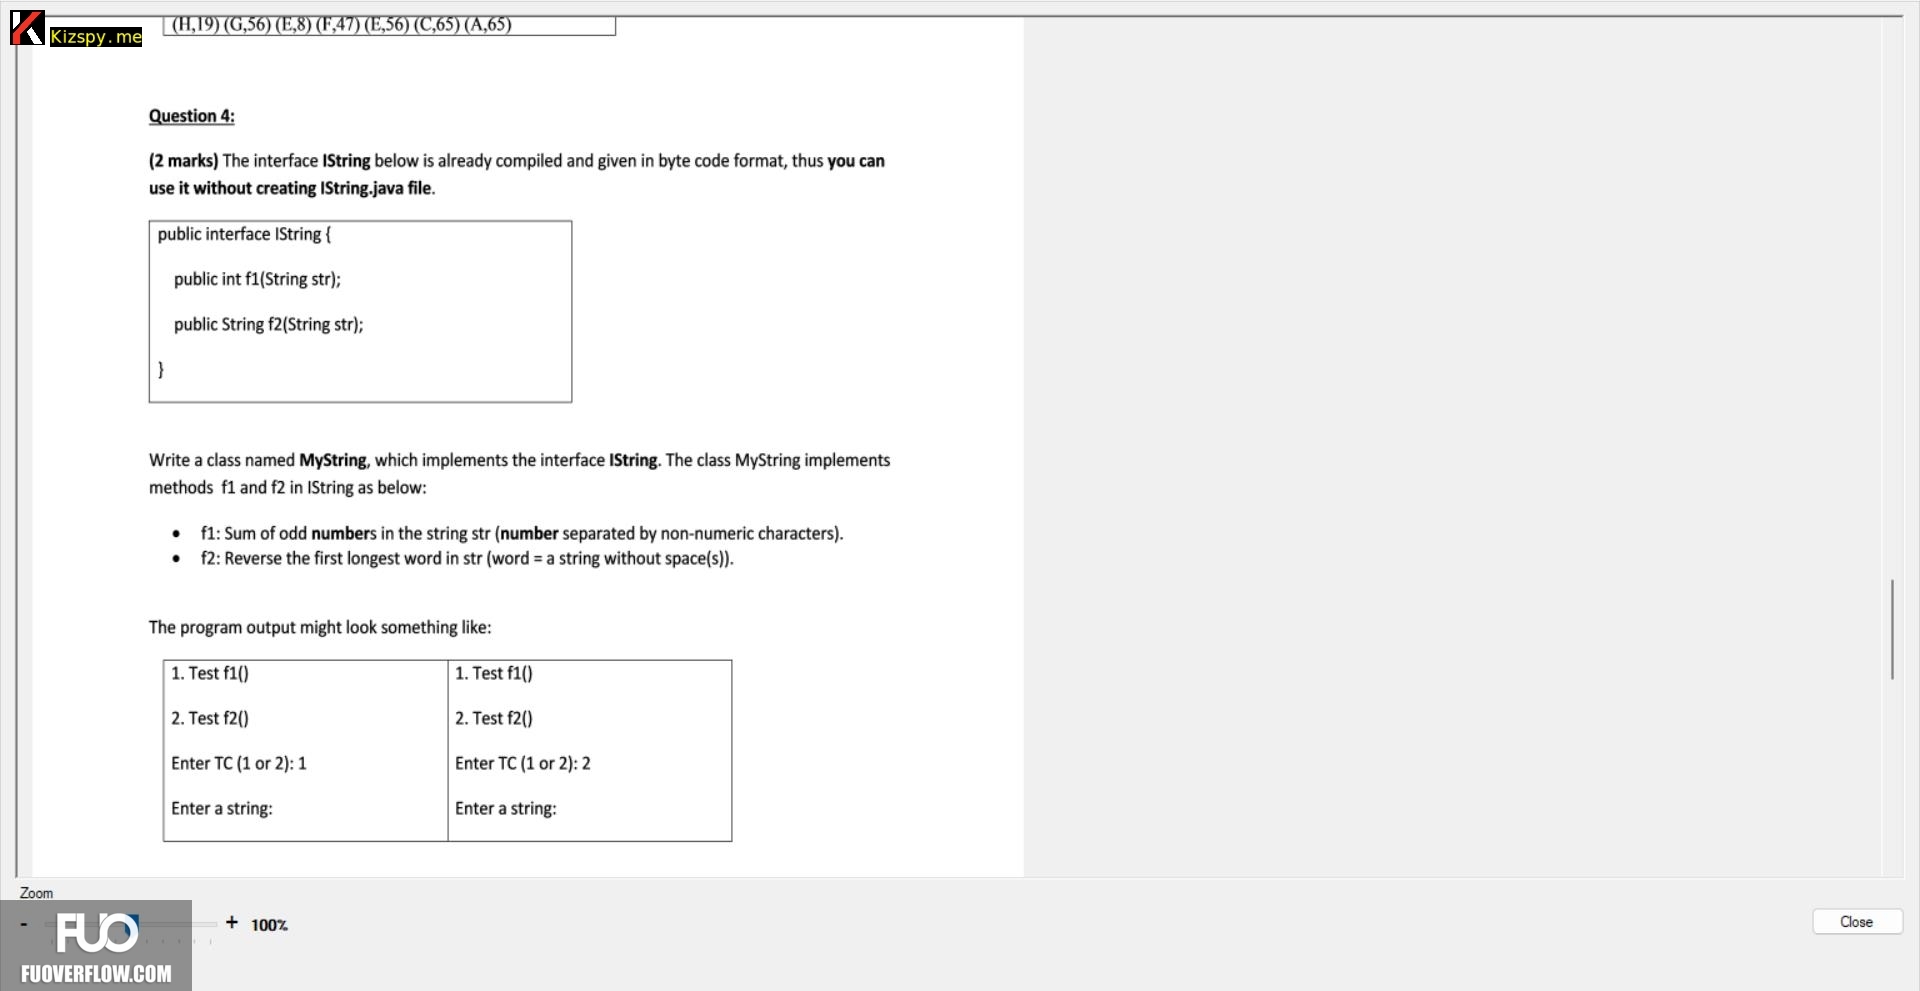 (H,19) (G,56) (E,8) (F,47) (E,56) (C,65) (A,65)
Kizspy.me
Question 4:
(2 marks) The interface IString below is already compiled and given in byte code format, thus you can
use it without creating IString.java file.
public interface IString {
public int f1(String str);
public String f2(String str);
}
Write a class named MyString, which implements the interface IString. The class MyString implements
methods f1 and f2 in IString as below:
• f1: Sum of odd numbers in the string str (number separated by non-numeric characters).
• f2: Reverse the first longest word in str (word = a string without space(s)).
The program output might look something like:
1. Test f1()
2. Test f2()
Enter TC (1 or 2): 1
Enter a string:
1. Test f1()
2. Test f2()
Enter TC (1 or 2): 2
Enter a string:
Zoom
- + 100%
Close
FUO
FUOVERFLOW.COM